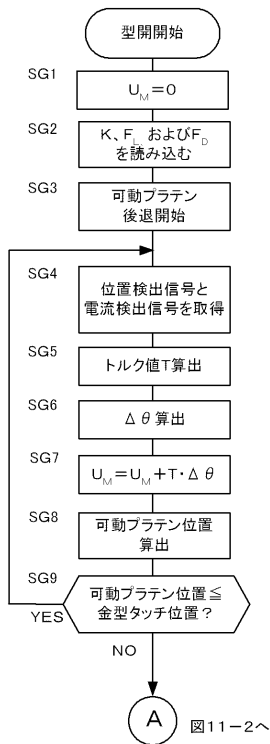 型開開始
SG1
U_M=0
SG2
K、F_L およびF_D
を読み込む
SG3
可動プラテン
後退開始
SG4
位置検出信号と
電流検出信号を取得
SG5
トルク値T算出
SG6
Δθ算出
SG7
U_M=U_M+T・Δθ
SG8
可動プラテン位置
算出
SG9
可動プラテン位置≦
金型タッチ位置？
YES
NO
A
図11−2へ